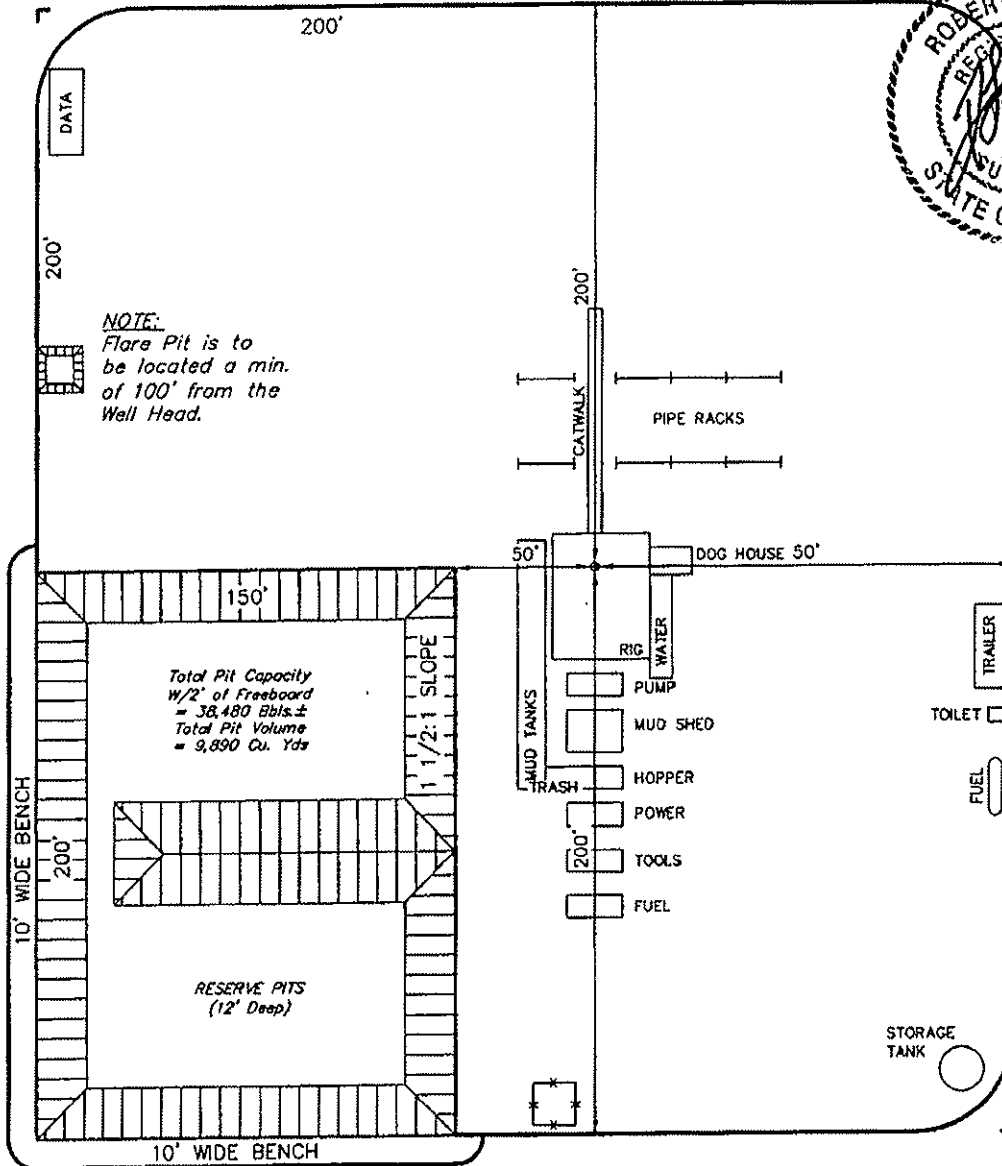 200'
ROBER
REGIS
SU
STATE O
DATA
200'
200'
NOTE:
Flare Pit is to
be located a min.
of 100' from the
Well Head.
CATWALK
PIPE RACKS
50'
DOG HOUSE 50'
150'
1 1/2:1 SLOPE
Total Pit Capacity
W/2' of Freeboard
= 38,480 Bbls.±
Total Pit Volume
= 9,890 Cu. Yds
RIG
WATER
TRAILER
PUMP
TOILET
MUD TANKS
MUD SHED
TRASH
HOPPER
FUEL
POWER
10' WIDE BENCH
200'
200'
TOOLS
FUEL
RESERVE PITS
(12' Deep)
STORAGE
TANK
10' WIDE BENCH